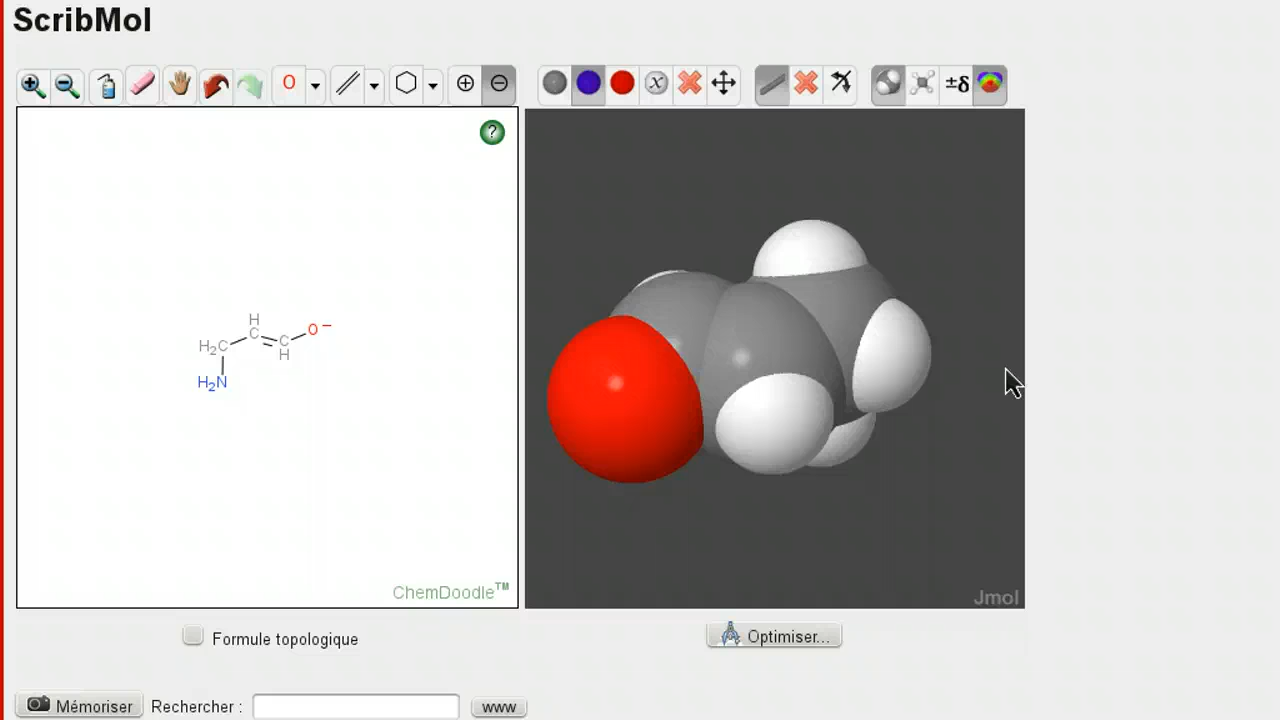 ScribMol
O
x
±δ
?
H
H₂C C C O −
H
H₂N
ChemDoodle™
Jmol
Formule topologique
Optimiser...
Mémoriser Rechercher : www